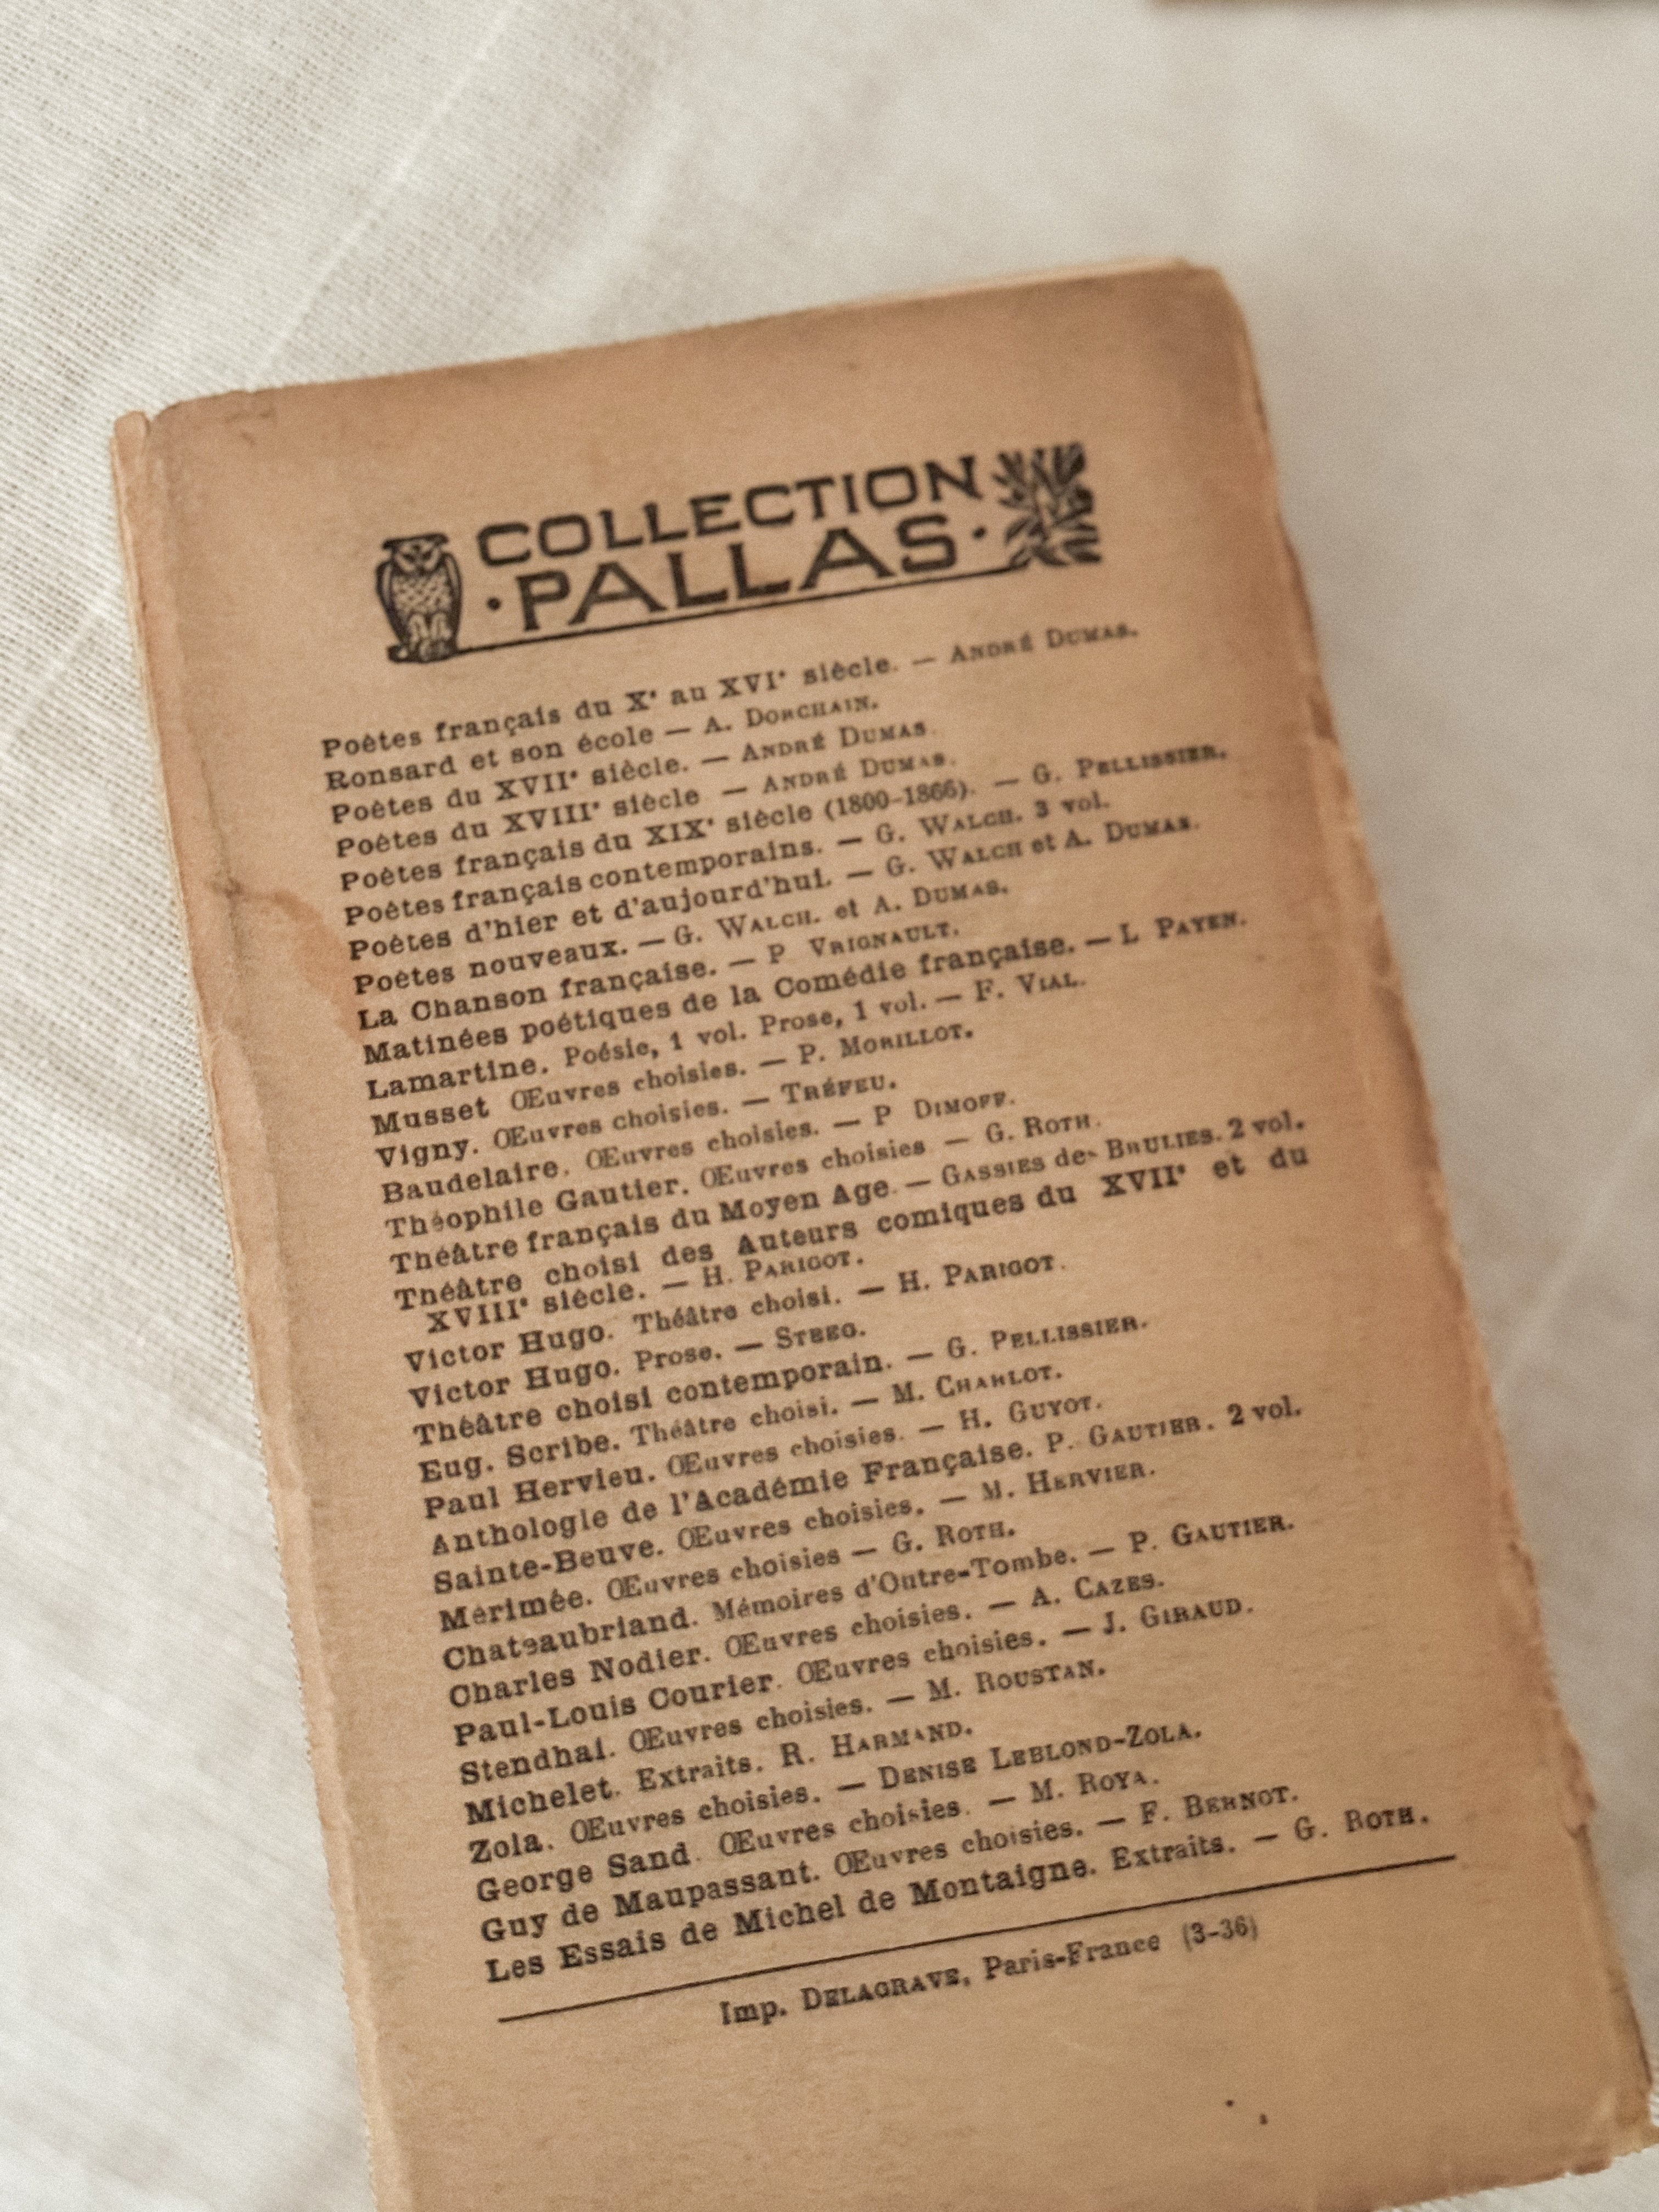 COLLECTION
· PALLAS ·
Poètes français du Xᵉ au XVIᵉ siècle. — ANDRÉ DUMAS.
Ronsard et son école — A. DORCHAIN.
Poètes du XVIIᵉ siècle. — ANDRÉ DUMAS.
Poètes du XVIIIᵉ siècle — ANDRÉ DUMAS.
Poètes français du XIXᵉ siècle (1800-1866). — G. PELLISSIER.
Poètes français contemporains. — G. WALCH. 3 vol.
Poètes d'hier et d'aujourd'hui. — G. WALCH et A. DUMAS.
Poètes nouveaux. — G. WALCH. et A. DUMAS.
La Chanson française. — P VRIGNAULT.
Matinées poétiques de la Comédie française. — L PAYEN.
Lamartine. Poésie, 1 vol. Prose, 1 vol. — F. VIAL.
Musset Œuvres choisies. — P. MORILLOT.
Vigny. Œuvres choisies. — TRÉFEU.
Baudelaire. Œuvres choisies. — P DIMOFF.
Théophile Gautier. Œuvres choisies — G. ROTH.
Théâtre français du Moyen Age. — GASSIES des BRULIES. 2 vol.
Théâtre choisi des Auteurs comiques du XVIIᵉ et du
XVIIIᵉ siècle. — H. PARIGOT.
Victor Hugo. Théâtre choisi. — H. PARIGOT.
Victor Hugo. Prose. — STEEG.
Théâtre choisi contemporain. — G. PELLISSIER.
Eug. Scribe. Théâtre choisi. — M. CHARLOT.
Paul Hervieu. Œuvres choisies. — H. GUYOT.
Anthologie de l'Académie Française. P. GAUTIER. 2 vol.
Sainte-Beuve. Œuvres choisies. — M. HERVIER.
Mérimée. Œuvres choisies — G. ROTH.
Chateaubriand. Mémoires d'Outre-Tombe. — P. GAUTIER.
Charles Nodier. Œuvres choisies. — A. CAZES.
Paul-Louis Courier. Œuvres choisies. — J. GIRAUD.
Stendhal. Œuvres choisies. — M. ROUSTAN.
Michelet. Extraits. R. HARMAND.
Zola. Œuvres choisies. — DENISE LEBLOND-ZOLA.
George Sand. Œuvres choisies. — M. ROYA.
Guy de Maupassant. Œuvres choisies. — F. BERNOT.
Les Essais de Michel de Montaigne. Extraits. — G. ROTH.
Imp. DELAGRAVE, Paris-France (3-36)